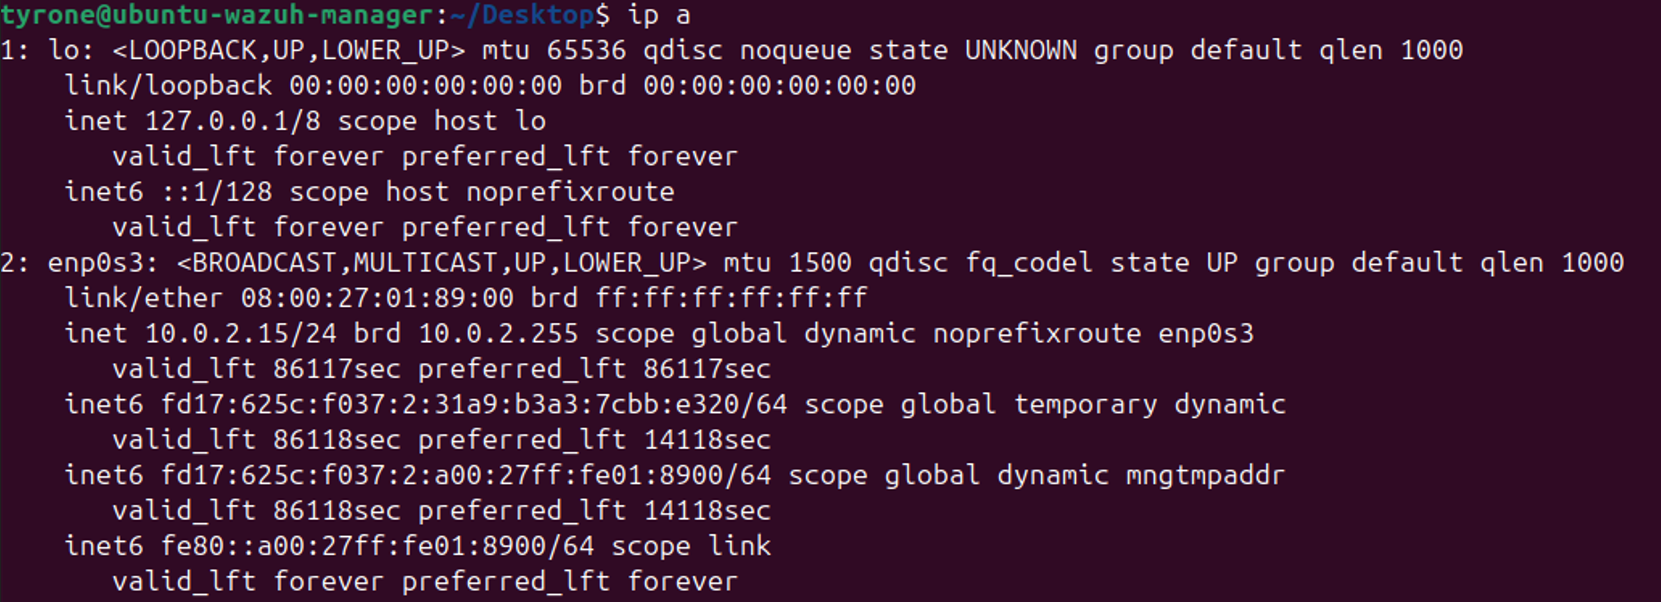 tyrone@ubuntu-wazuh-manager:~/Desktop$ ip a
1: lo: <LOOPBACK,UP,LOWER_UP> mtu 65536 qdisc noqueue state UNKNOWN group default qlen 1000
    link/loopback 00:00:00:00:00:00 brd 00:00:00:00:00:00
    inet 127.0.0.1/8 scope host lo
       valid_lft forever preferred_lft forever
    inet6 ::1/128 scope host noprefixroute
       valid_lft forever preferred_lft forever
2: enp0s3: <BROADCAST,MULTICAST,UP,LOWER_UP> mtu 1500 qdisc fq_codel state UP group default qlen 1000
    link/ether 08:00:27:01:89:00 brd ff:ff:ff:ff:ff:ff
    inet 10.0.2.15/24 brd 10.0.2.255 scope global dynamic noprefixroute enp0s3
       valid_lft 86117sec preferred_lft 86117sec
    inet6 fd17:625c:f037:2:31a9:b3a3:7cbb:e320/64 scope global temporary dynamic
       valid_lft 86118sec preferred_lft 14118sec
    inet6 fd17:625c:f037:2:a00:27ff:fe01:8900/64 scope global dynamic mngtmpaddr
       valid_lft 86118sec preferred_lft 14118sec
    inet6 fe80::a00:27ff:fe01:8900/64 scope link
       valid_lft forever preferred_lft forever